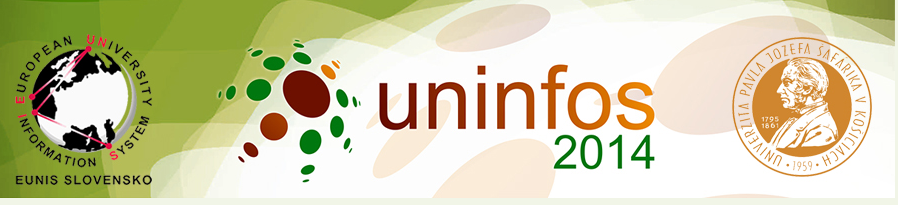 EUROPEAN UNIVERSITY
INFORMATION SYSTEM
EUNIS SLOVENSKO
uninfos
2014
UNIVERZITA PAVLA JOZEFA ŠAFÁRIKA V KOŠICIACH
1795
1861
· 1959 ·